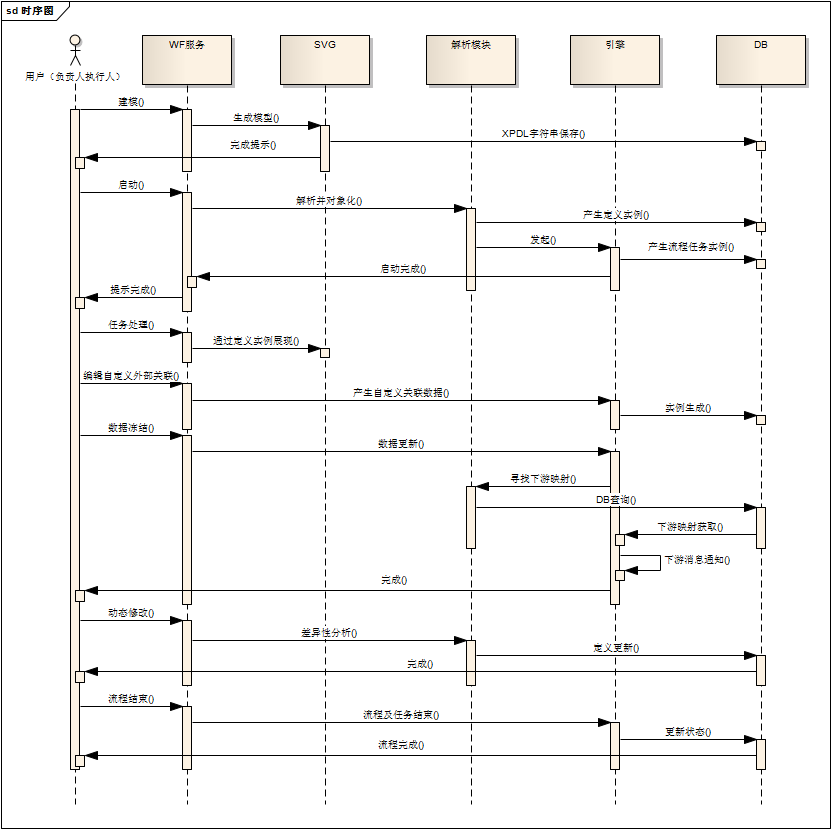 sd 时序图
用户（负责人执行人）
WF服务
SVG
解析模块
引擎
DB
建模()
生成模型()
XPDL字符串保存()
完成提示()
启动()
解析并对象化()
产生定义实例()
发起()
产生流程任务实例()
启动完成()
提示完成()
任务处理()
通过定义实例展现()
编辑自定义外部关联()
产生自定义关联数据()
实例生成()
数据冻结()
数据更新()
寻找下游映射()
DB查询()
下游映射获取()
下游消息通知()
完成()
动态修改()
差异性分析()
定义更新()
完成()
流程结束()
流程及任务结束()
更新状态()
流程完成()